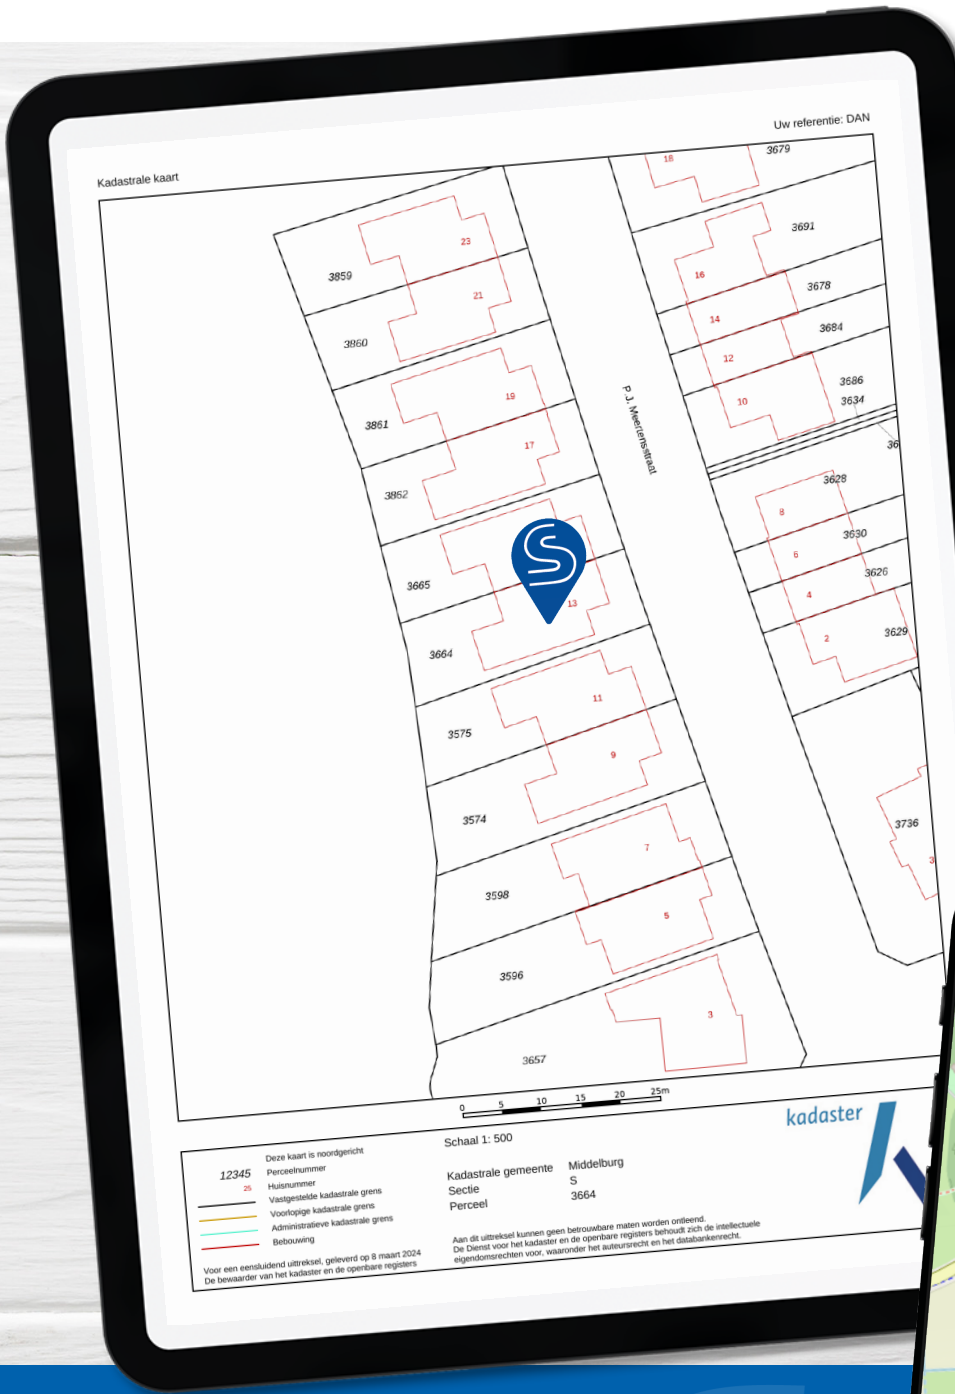 Uw referentie: DAN
Kadastrale kaart
18
3679
3691
16
3678
14
3684
12
10
3686
3634
23
3859
21
3860
19
3861
17
3862
P.J. Meertensstraat
3628
8
3630
6
3626
4
3629
2
3665
S
13
3664
11
3575
9
3574
7
3598
5
3596
3
3657
3736
3
0 5 10 15 20 25m
Schaal 1: 500
Deze kaart is noordgericht
12345 Perceelnummer
25 Huisnummer
Vastgestelde kadastrale grens
Voorlopige kadastrale grens
Administratieve kadastrale grens
Bebouwing
Voor een eensluidend uittreksel, geleverd op 8 maart 2024
De bewaarder van het kadaster en de openbare registers
Kadastrale gemeente Middelburg
Sectie S
Perceel 3664
Aan dit uittreksel kunnen geen betrouwbare maten worden ontleend.
De Dienst voor het kadaster en de openbare registers behoudt zich de intellectuele
eigendomsrechten voor, waaronder het auteursrecht en het databankenrecht.
kadaster